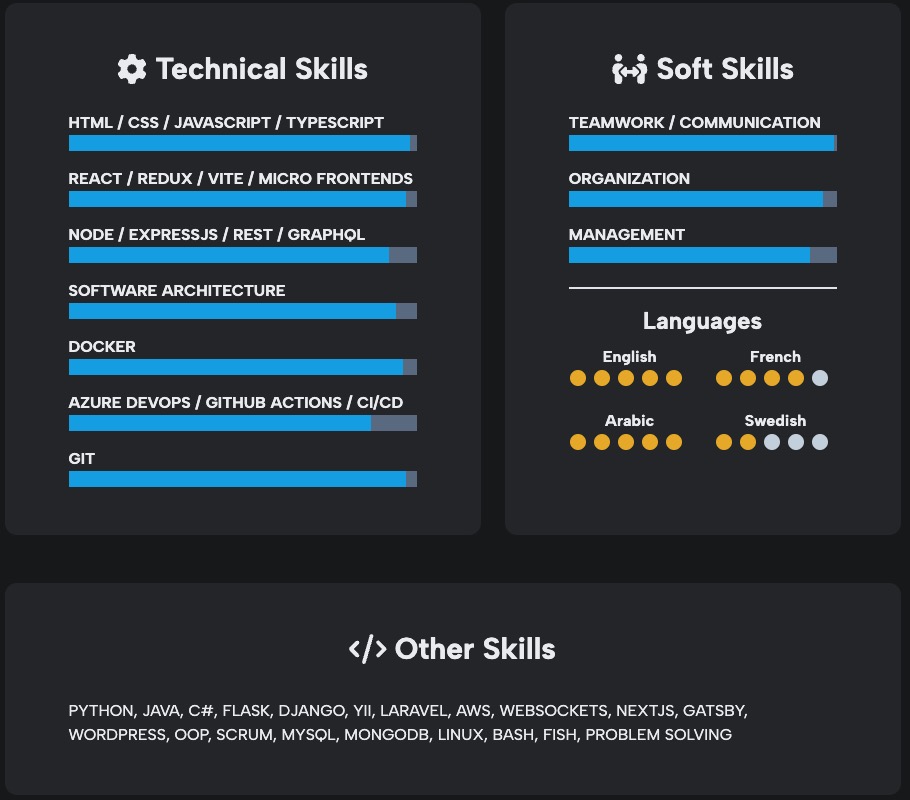 Technical Skills
HTML / CSS / JAVASCRIPT / TYPESCRIPT
REACT / REDUX / VITE / MICRO FRONTENDS
NODE / EXPRESSJS / REST / GRAPHQL
SOFTWARE ARCHITECTURE
DOCKER
AZURE DEVOPS / GITHUB ACTIONS / CI/CD
GIT
Soft Skills
TEAMWORK / COMMUNICATION
ORGANIZATION
MANAGEMENT
Languages
English
French
Arabic
Swedish
Other Skills
PYTHON, JAVA, C#, FLASK, DJANGO, YII, LARAVEL, AWS, WEBSOCKETS, NEXTJS, GATSBY,
WORDPRESS, OOP, SCRUM, MYSQL, MONGODB, LINUX, BASH, FISH, PROBLEM SOLVING